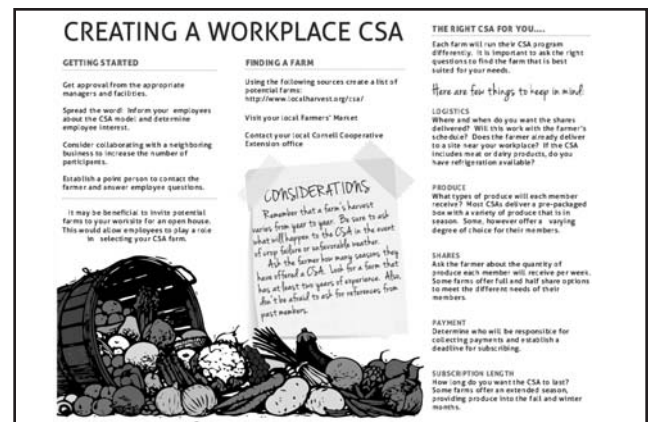 CREATING A WORKPLACE CSA
GETTING STARTED
Get approval from the appropriate
managers and facilities.
Spread the word! Inform your employees
about the CSA model and determine
employee interest.
Consider collaborating with a neighboring
business to increase the number of
participants.
Establish a point person to contact the
farmer and answer employee questions.
It may be beneficial to invite potential
farms to your worsite for an open house.
This would allow employees to play a role
in selecting your CSA farm.
FINDING A FARM
Using the following sources create a list of
potential farms:
http://www.localharvest.org/csa/
Visit your local Farmers' Market
Contact your local Cornell Cooperative
Extension office
CONSIDERATIONS
Remember that a farm's harvest
varies from year to year. Be sure to ask
what will happen to the CSA in the event
of crop failure or unfavorable weather.
Ask the farmer how many seasons they
have offered a CSA. Look for a farm that
has at least two years of experience. Also,
don't be afraid to ask for references from
past members.
THE RIGHT CSA FOR YOU....
Each farm will run their CSA program
differently. It is important to ask the right
questions to find the farm that is best
suited for your needs.
Here are few things to keep in mind:
LOGISTICS
Where and when do you want the shares
delivered? Will this work with the farmer's
schedule? Does the farmer already deliver
to a site near your workplace? If the CSA
includes meat or dairy products, do you
have refrigeration available?
PRODUCE
What types of produce will each member
receive? Most CSAs deliver a pre-packaged
box with a variety of produce that is in
season. Some, however offer a varying
degree of choice for their members.
SHARES
Ask the farmer about the quantity of
produce each member will receive per week.
Some farms offer full and half share options
to meet the different needs of their
members.
PAYMENT
Determine who will be responsible for
collecting payments and establish a
deadline for subscribing.
SUBSCRIPTION LENGTH
How long do you want the CSA to last?
Some farms offer an extended season,
providing produce into the fall and winter
months.